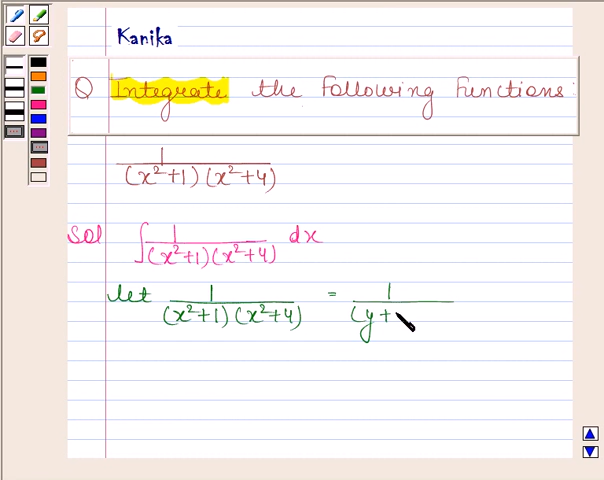 Kanika
Q Integrate the following functions:
1/(x²+1)(x²+4)
Sol ∫ 1/(x²+1)(x²+4) dx
let 1/(x²+1)(x²+4) = 1/(y+